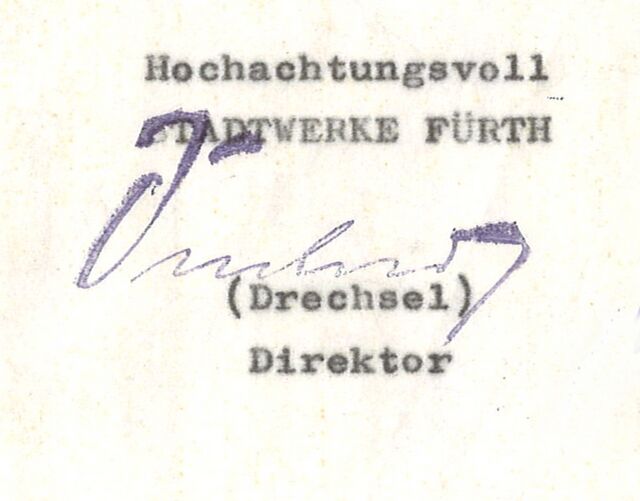 Hochachtungsvoll
STADTWERKE FÜRTH
(Drechsel)
Direktor